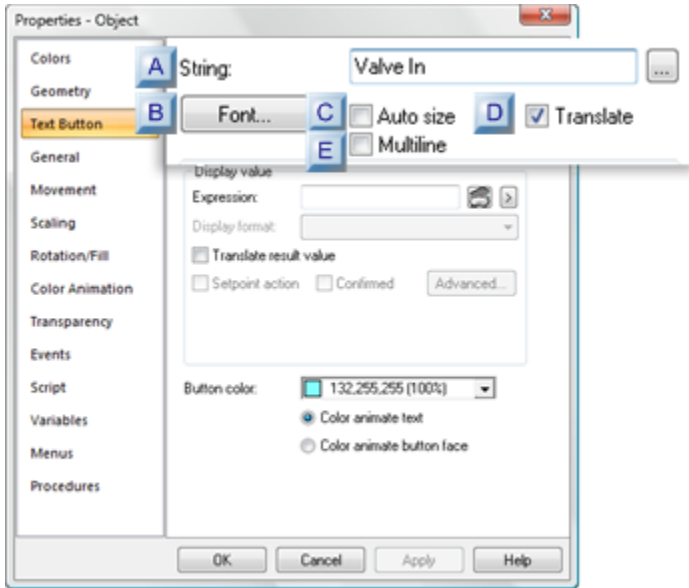 Properties - Object
Colors
Geometry
Text Button
General
Movement
Scaling
Rotation/Fill
Color Animation
Transparency
Events
Script
Variables
Menus
Procedures
A String: Valve In ...
B Font... C Auto size D Translate
E Multiline
Display value
Expression: >
Display format:
Translate result value
Setpoint action Confirmed Advanced...
Button color: 132,255,255 (100%)
Color animate text
Color animate button face
OK Cancel Apply Help